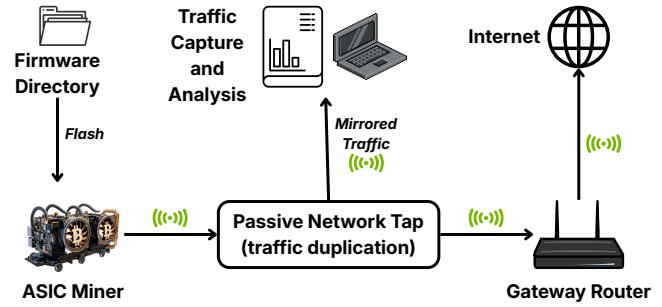 Firmware
Directory
Flash
ASIC Miner
Traffic
Capture
and
Analysis
Mirrored
Traffic
Passive Network Tap
(traffic duplication)
Internet
Gateway Router